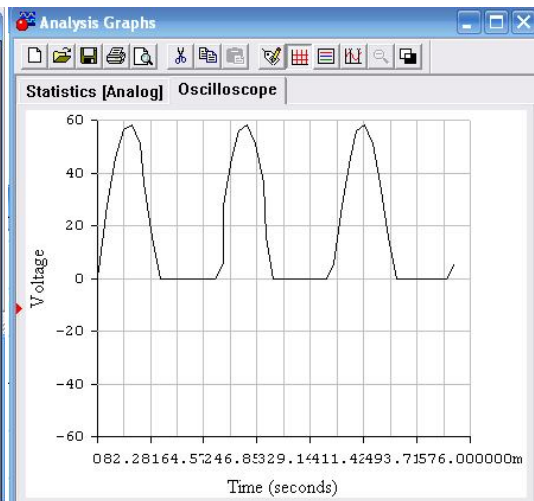 Analysis Graphs
Statistics [Analog] Oscilloscope
60
40
20
0
-20
-40
-60
Voltage
082.28164.57246.85329.14411.42493.71576.000000m
Time (seconds)